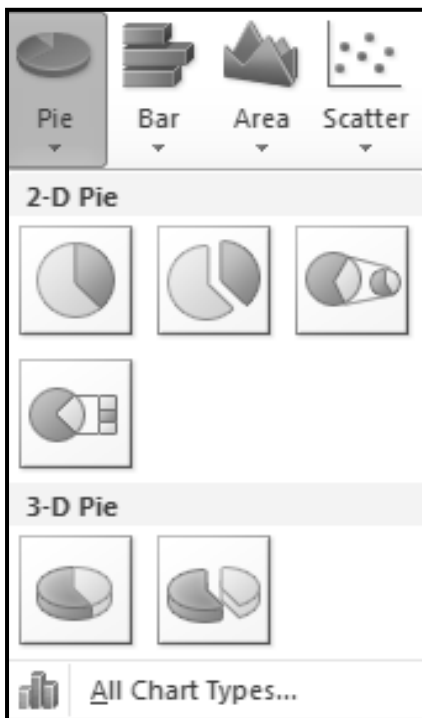 Pie Bar Area Scatter
2-D Pie
3-D Pie
All Chart Types...